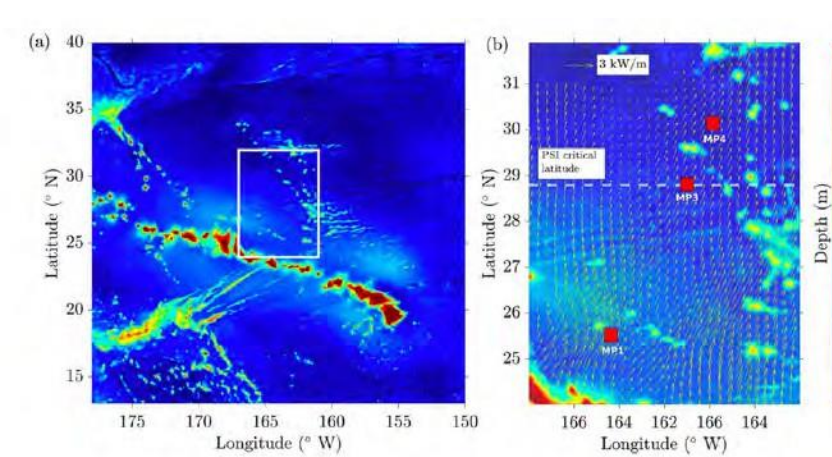 (a)
40
35
30
25
20
15
Latitude (° N)
175
170
165
160
155
150
Longitude (° W)
(b)
3 kW/m
31
30
29
28
27
26
25
Latitude (° N)
PSI critical
latitude
MP4
MP3
MP1
166
164
162
166
164
Longitude (° W)
Depth (m)